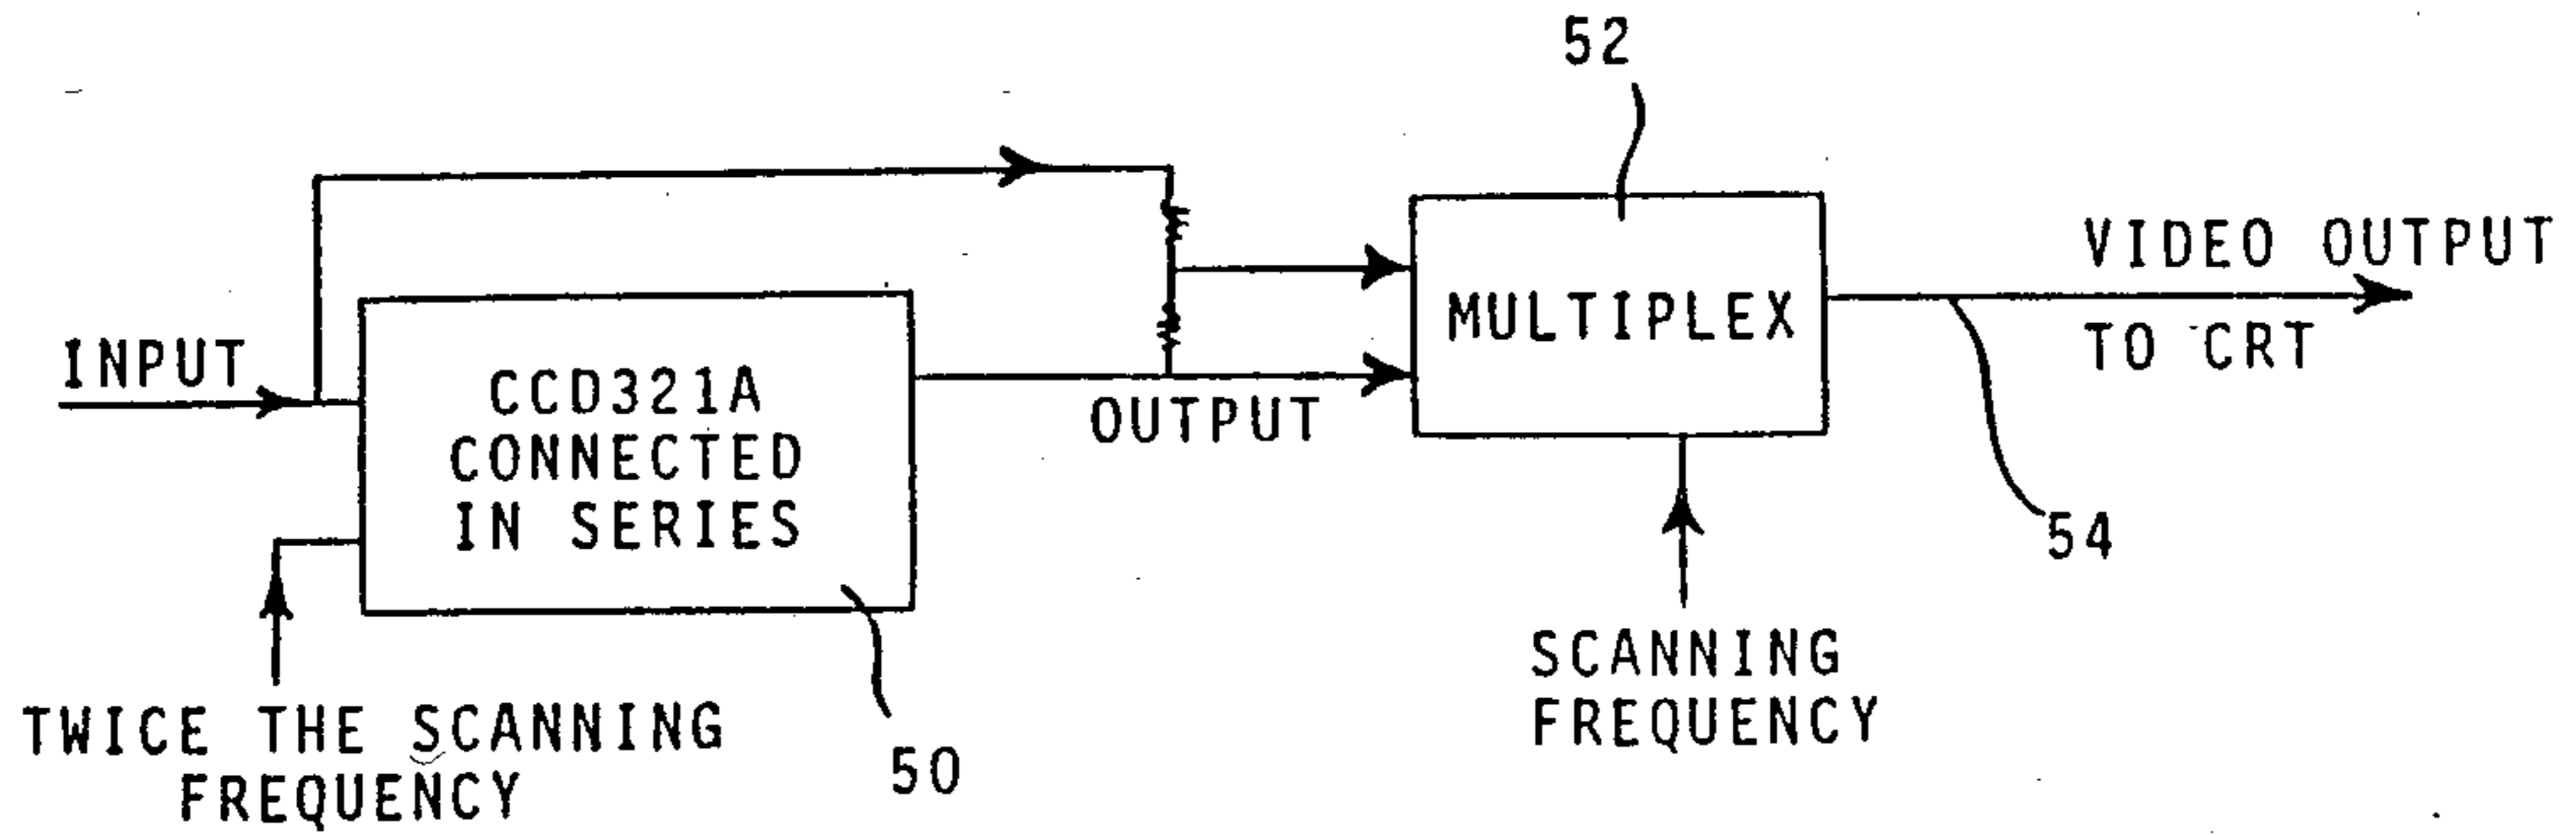 52
INPUT
CCD321A
CONNECTED
IN SERIES
OUTPUT
MULTIPLEX
VIDEO OUTPUT
TO CRT
54
TWICE THE SCANNING
FREQUENCY
50
SCANNING
FREQUENCY